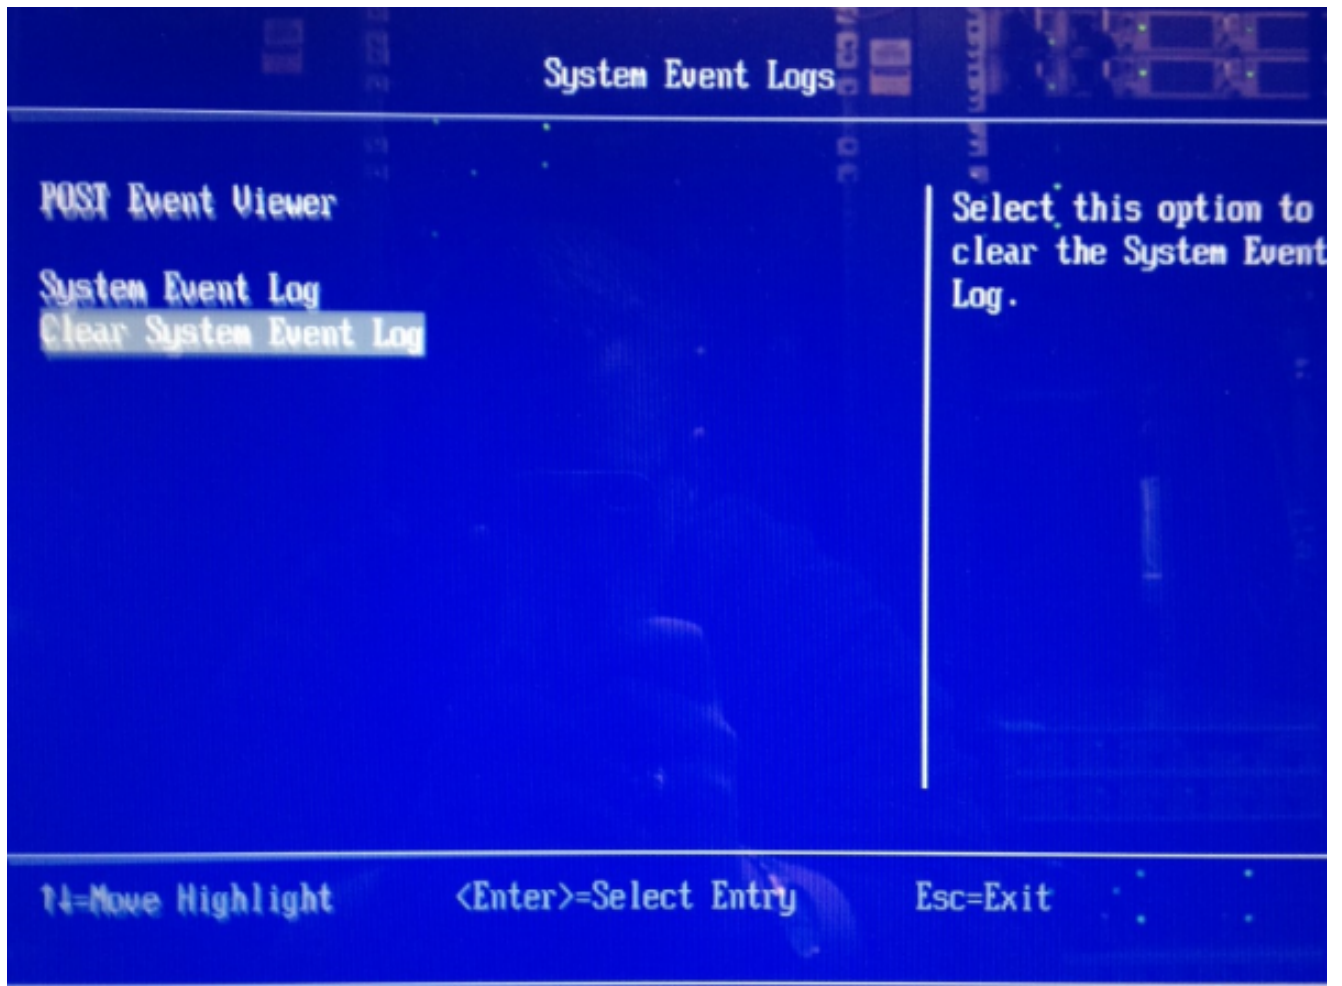 System Event Logs
POST Event Viewer
System Event Log
Clear System Event Log
Select this option to
clear the System Event
Log.
↑↓=Move Highlight
<Enter>=Select Entry
Esc=Exit